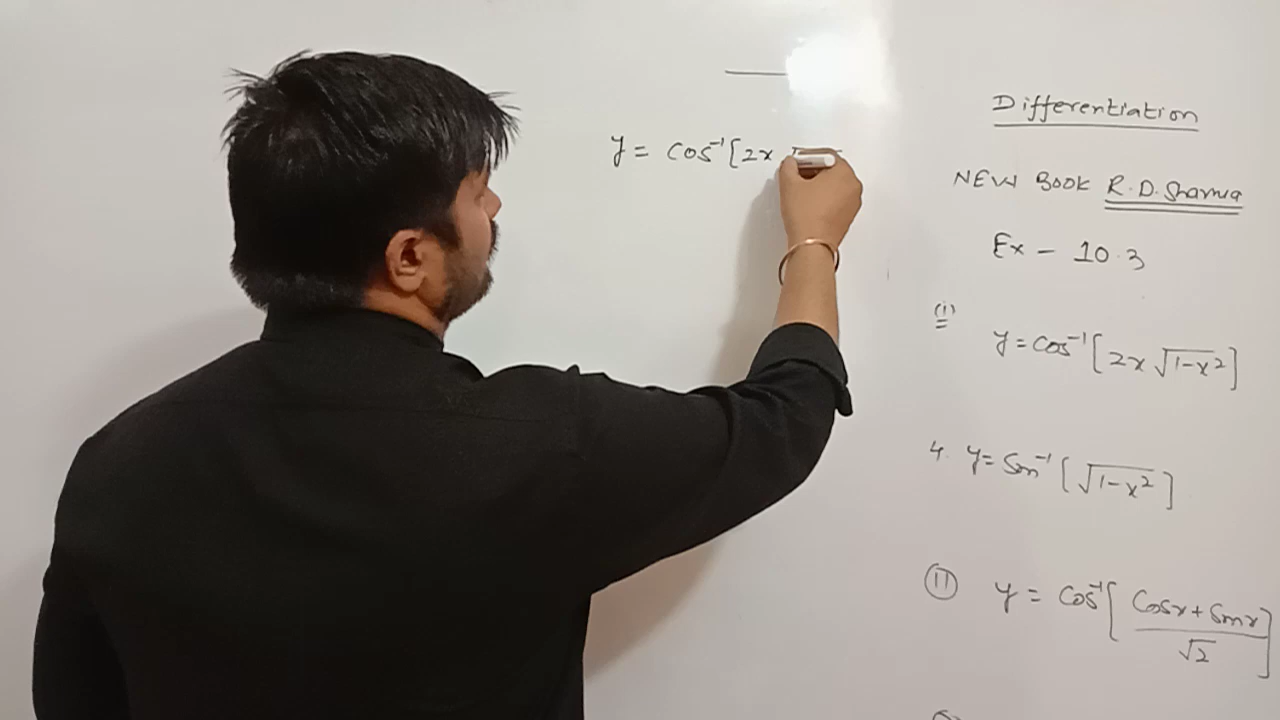 y = Cos⁻¹[2x √
Differentiation
NEW BOOK R.D.Sharma
Ex - 10.3
(i)
y = Cos⁻¹[2x √1-x²]
4. y = Sin⁻¹[√1-x²]
(11) y = Cos⁻¹[Cosx + Sinx / √2]